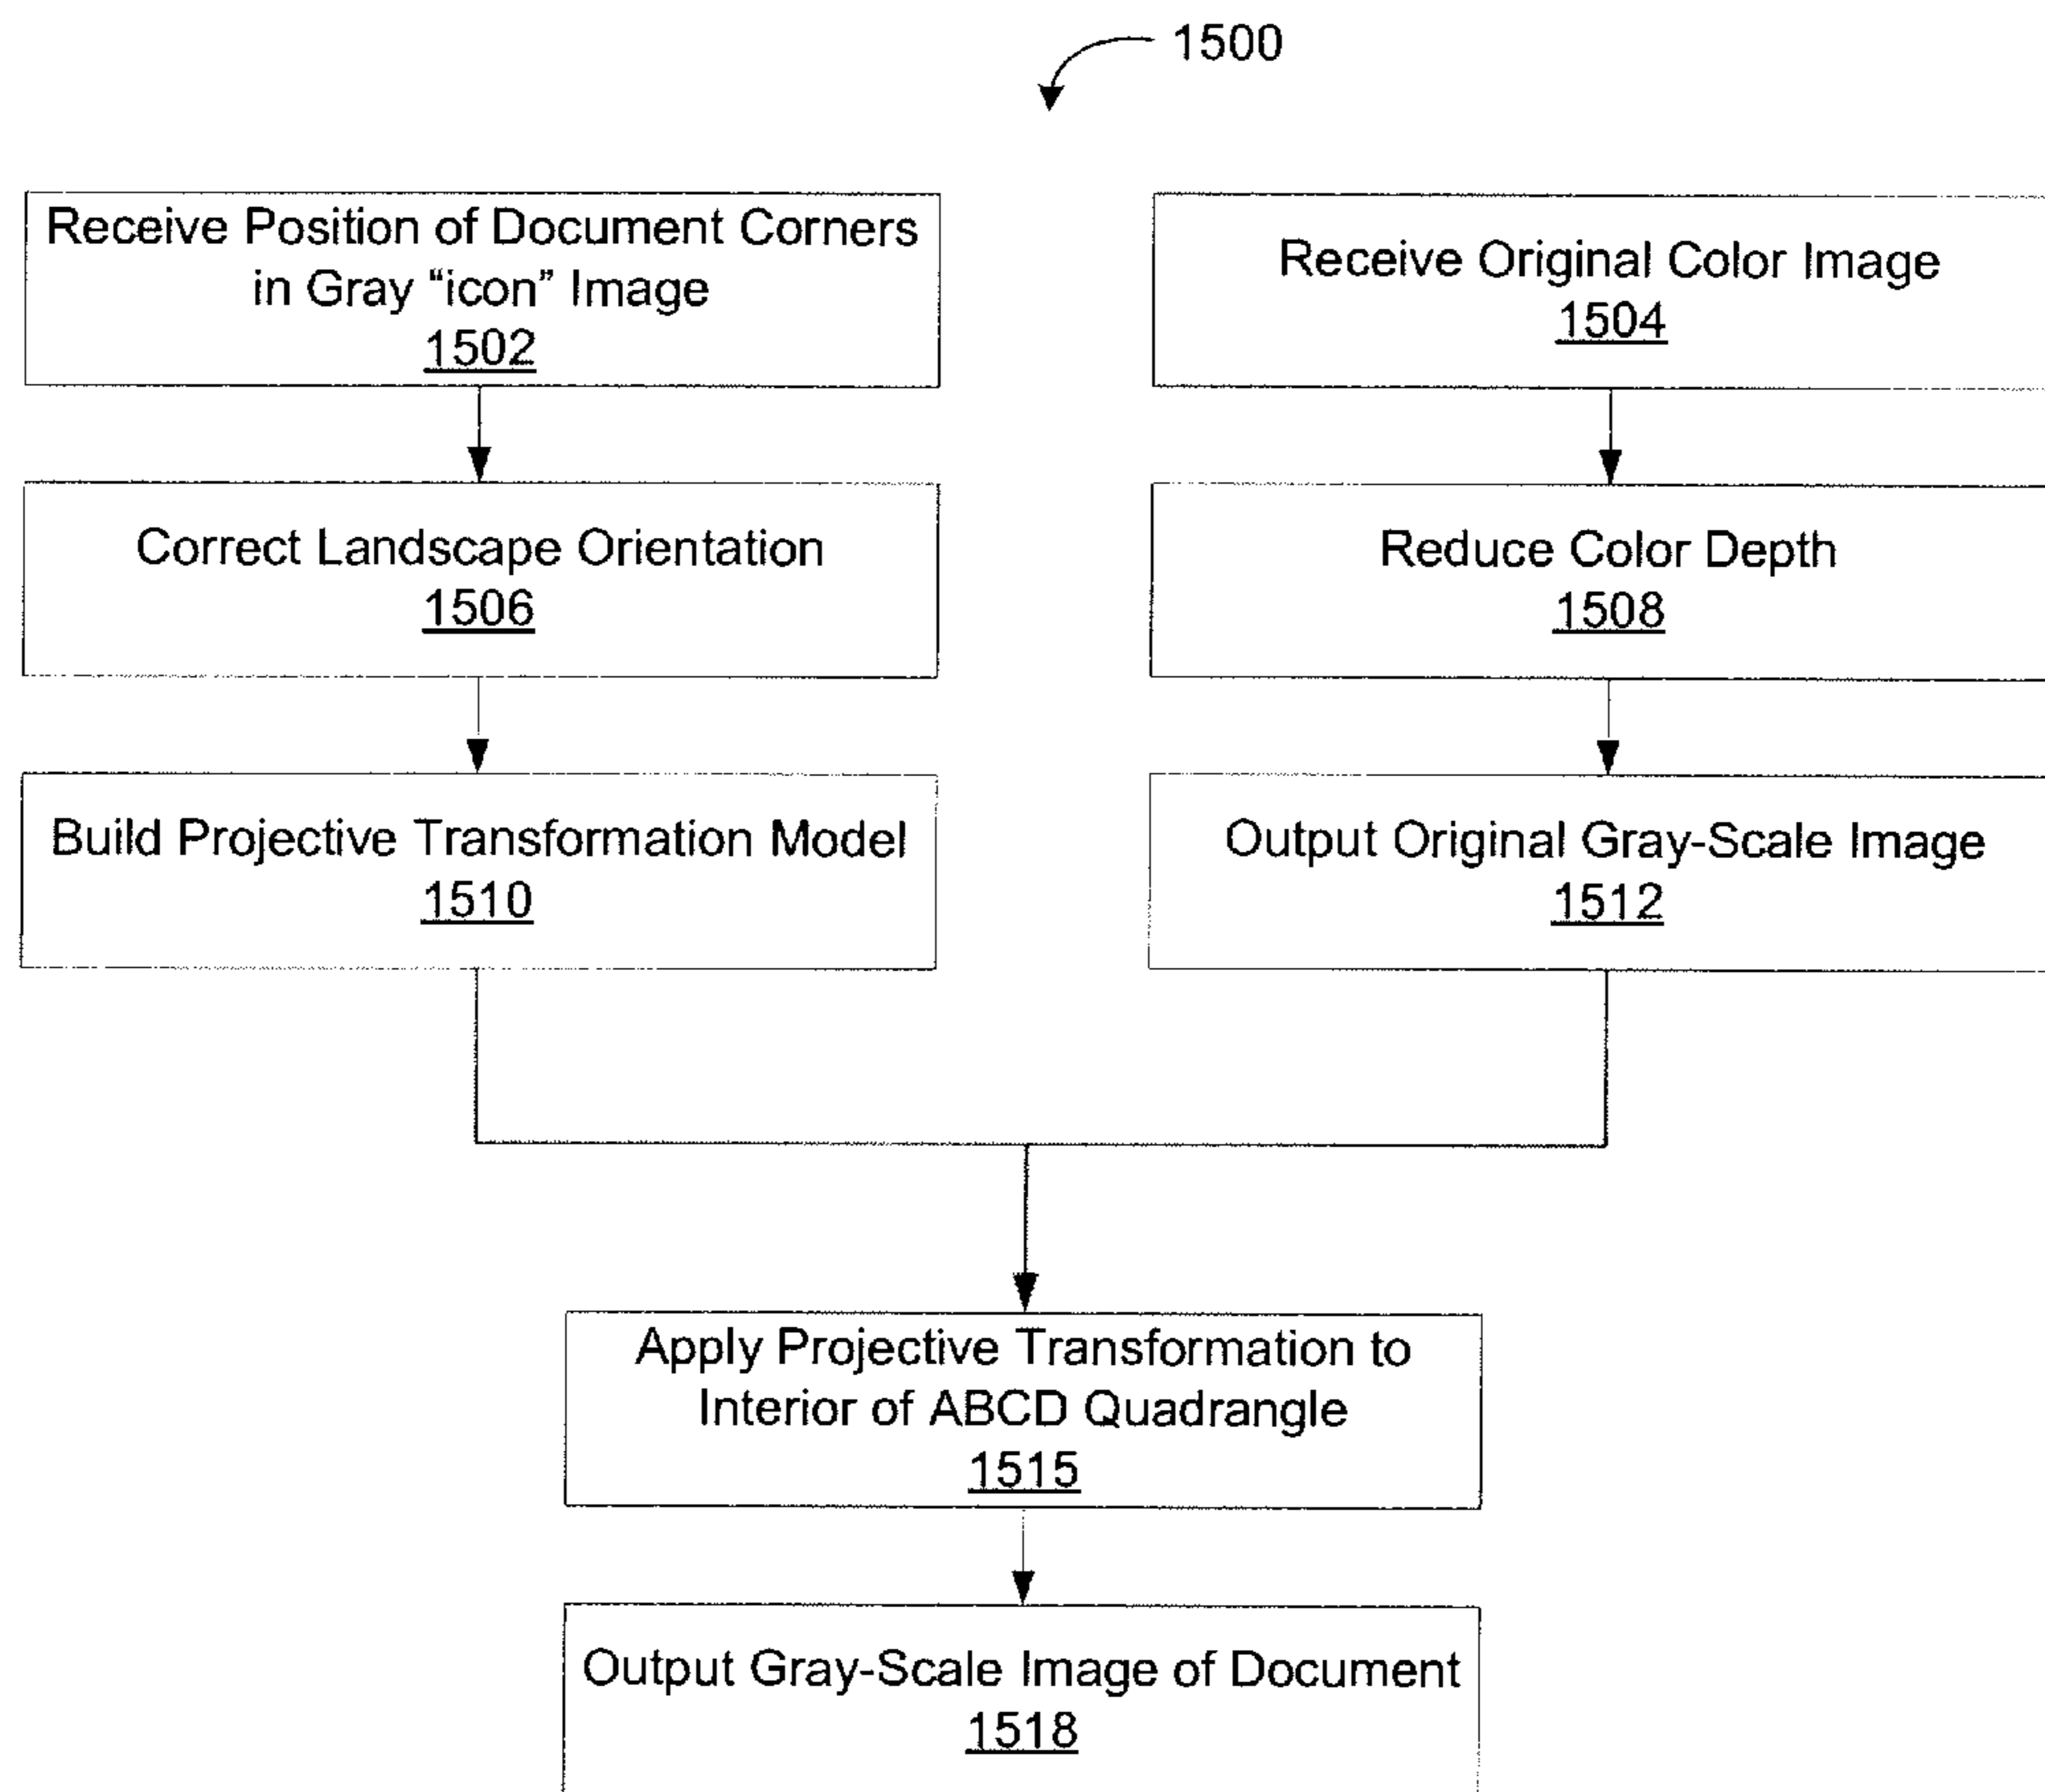 1500
Receive Position of Document Corners
in Gray “icon” Image
1502
Receive Original Color Image
1504
Correct Landscape Orientation
1506
Reduce Color Depth
1508
Build Projective Transformation Model
1510
Output Original Gray-Scale Image
1512
Apply Projective Transformation to
Interior of ABCD Quadrangle
1515
Output Gray-Scale Image of Document
1518